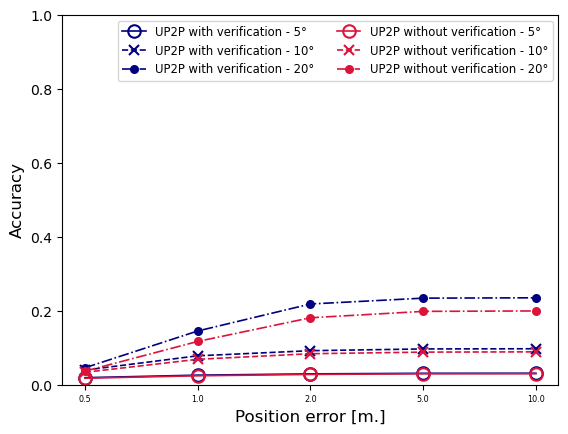 UP2P with verification - 5°
UP2P with verification - 10°
UP2P with verification - 20°
UP2P without verification - 5°
UP2P without verification - 10°
UP2P without verification - 20°
1.0
0.8
0.6
0.4
0.2
0.0
Accuracy
0.5 1.0 2.0 5.0 10.0
Position error [m.]